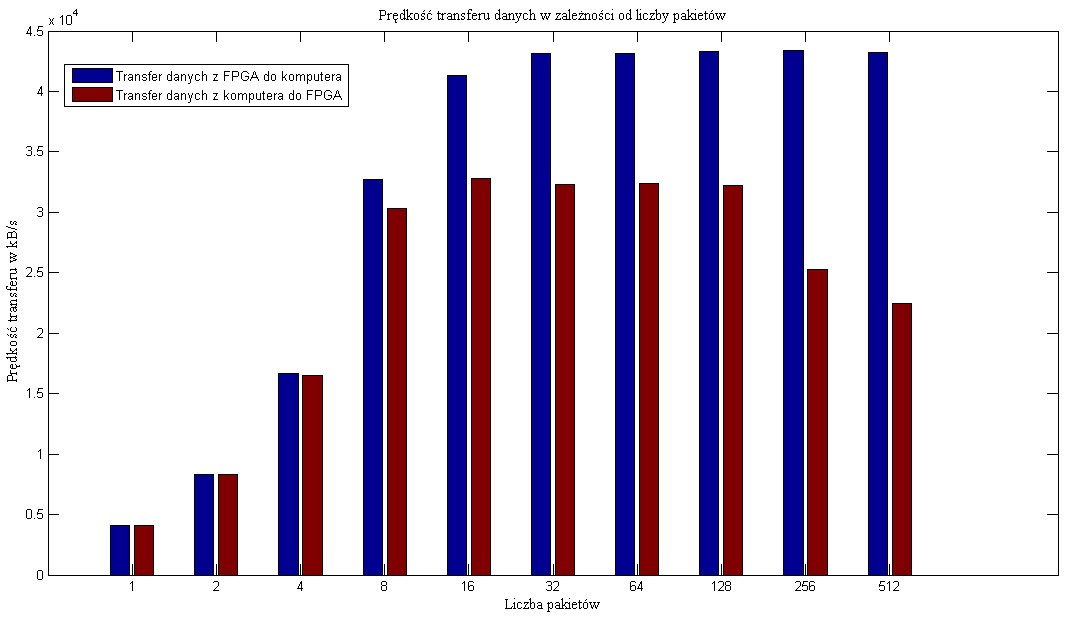 Prędkość transferu danych w zależności od liczby pakietów
x 10⁴
4.5
4
3.5
3
2.5
2
1.5
1
0.5
0
Transfer danych z FPGA do komputera
Transfer danych z komputera do FPGA
Prędkość transferu w kB/s
1 2 4 8 16 32 64 128 256 512
Liczba pakietów